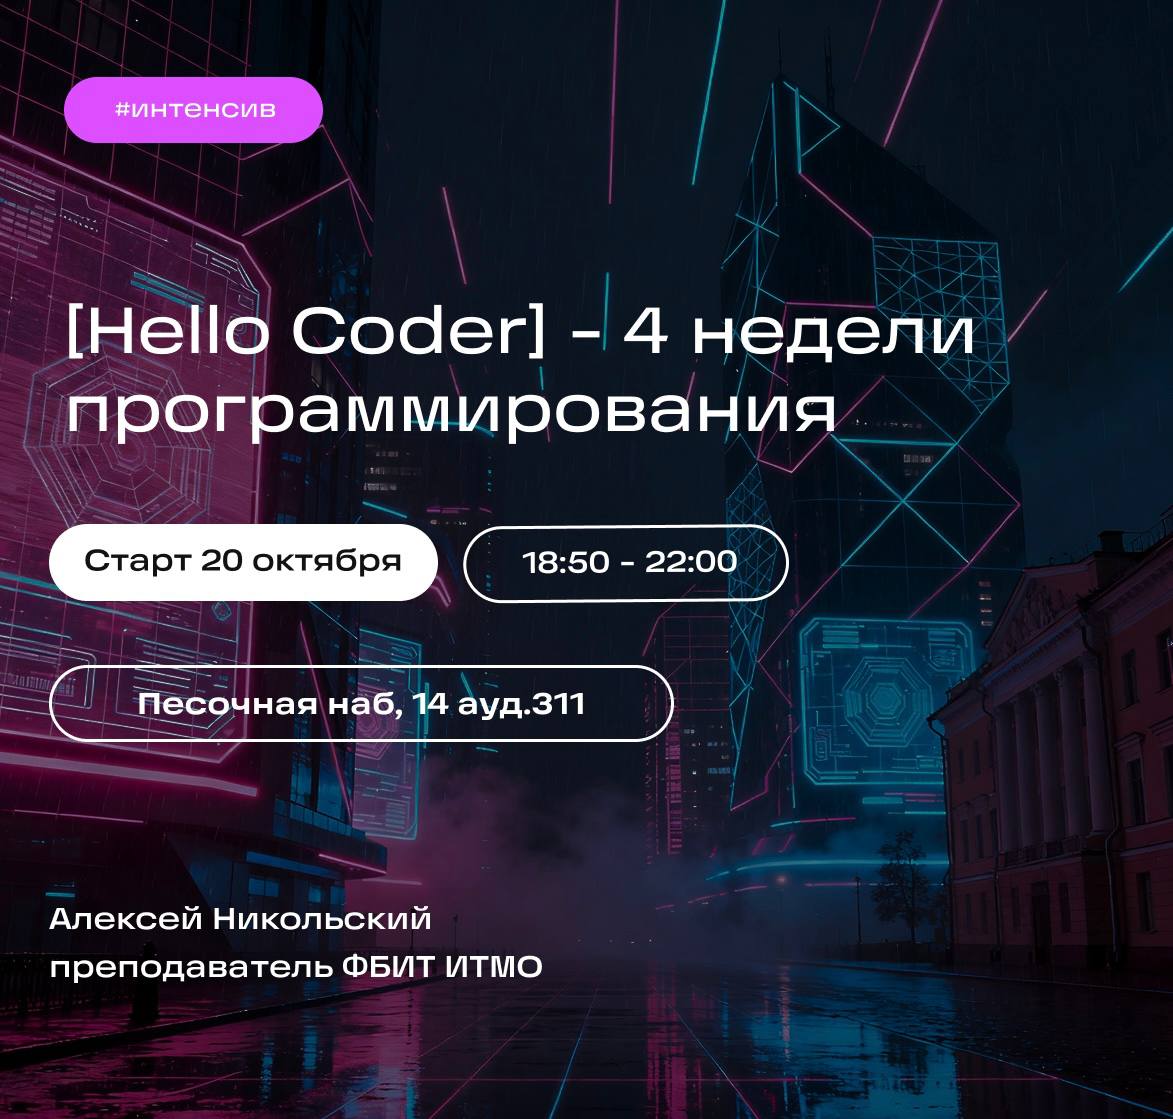 #интенсив
[Hello Coder] - 4 недели
программирования
Старт 20 октября
18:50 - 22:00
Песочная наб, 14 ауд.311
Алексей Никольский
преподаватель ФБИТ ИТМО